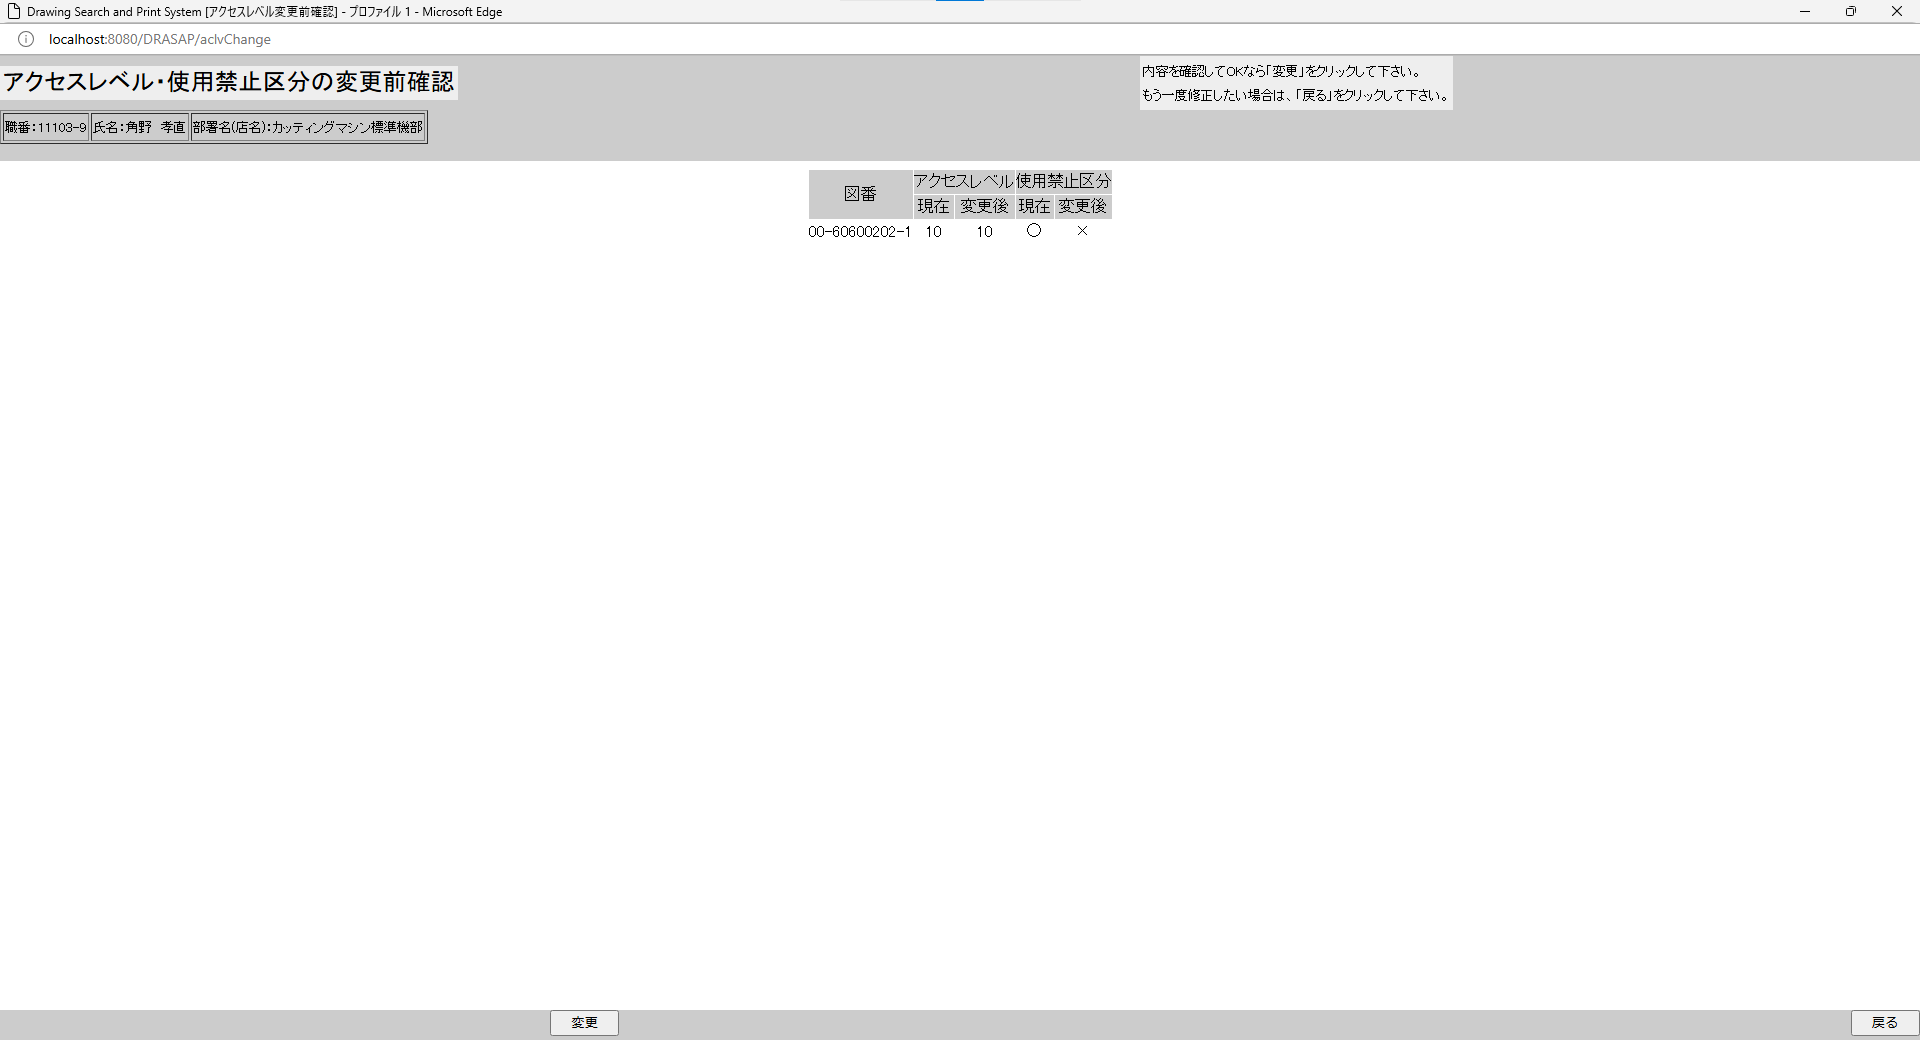 Drawing Search and Print System [アクセスレベル変更前確認] - プロファイル 1 - Microsoft Edge
localhost:8080/DRASAP/aclvChange
アクセスレベル・使用禁止区分の変更前確認
内容を確認してOKなら「変更」をクリックして下さい。
もう一度修正したい場合は、「戻る」をクリックして下さい。
職番：11103-9 氏名：角野　孝直 部署名(店名)：カッティングマシン標準機部
図番 アクセスレベル 使用禁止区分
現在 変更後 現在 変更後
00-60600202-1 10 10 ○ ×
変更 戻る